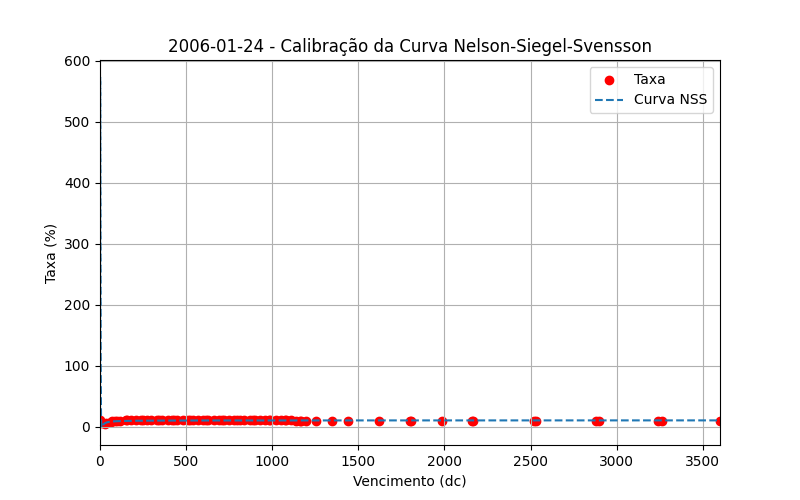 2006-01-24 - Calibração da Curva Nelson-Siegel-Svensson
Taxa
Curva NSS
600
500
400
300
200
100
0
Taxa (%)
0 500 1000 1500 2000 2500 3000 3500
Vencimento (dc)